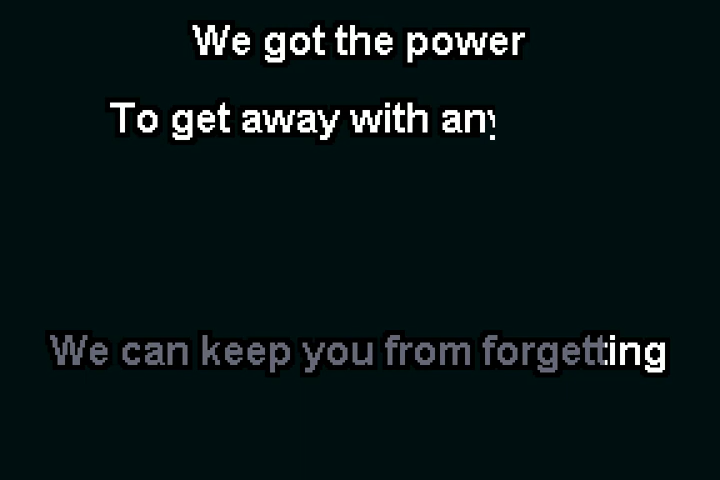 We got the power
To get away with any
We can keep you from forgetting